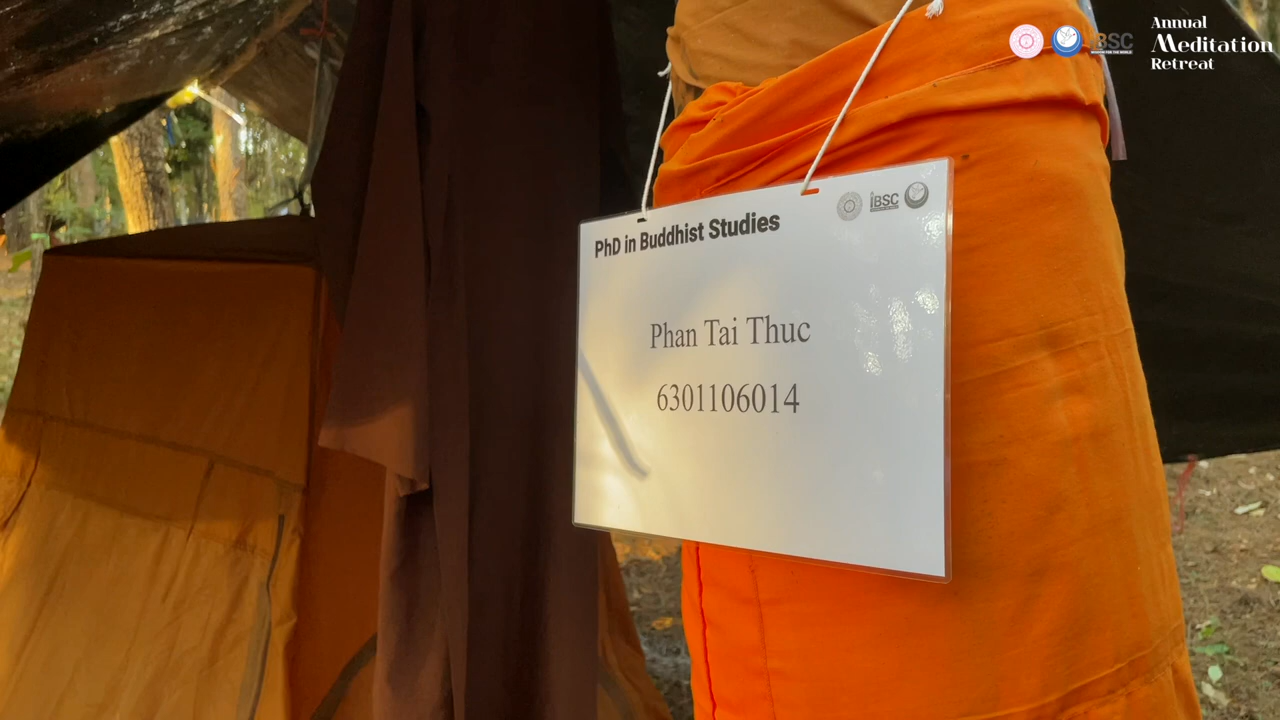 IBSC
Annual
Meditation
Retreat
PhD in Buddhist Studies
IBSC
Phan Tai Thuc
6301106014